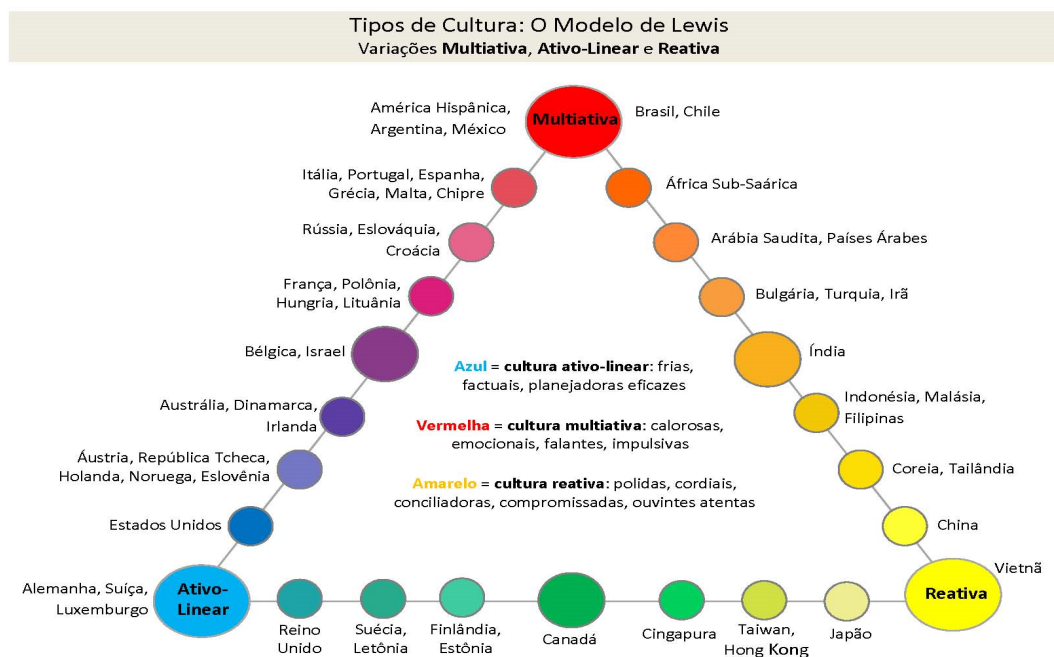 Tipos de Cultura: O Modelo de Lewis
Variações Multiativa, Ativo-Linear e Reativa
América Hispânica,
Argentina, México
Multiativa
Brasil, Chile
Itália, Portugal, Espanha,
Grécia, Malta, Chipre
África Sub-Saárica
Rússia, Eslováquia,
Croácia
Arábia Saudita, Países Árabes
França, Polônia,
Hungria, Lituânia
Bulgária, Turquia, Irã
Bélgica, Israel
Índia
Azul = cultura ativo-linear: frias,
factuais, planejadoras eficazes
Austrália, Dinamarca,
Irlanda
Vermelha = cultura multiativa: calorosas,
emocionais, falantes, impulsivas
Indonésia, Malásia,
Filipinas
Áustria, República Tcheca,
Holanda, Noruega, Eslovênia
Amarelo = cultura reativa: polidas, cordiais,
conciliadoras, compromissadas, ouvintes atentas
Coreia, Tailândia
Estados Unidos
China
Alemanha, Suíça,
Luxemburgo
Ativo-
Linear
Reativa
Vietnã
Reino
Unido
Suécia,
Letônia
Finlândia,
Estônia
Canadá
Cingapura
Taiwan,
Hong Kong
Japão